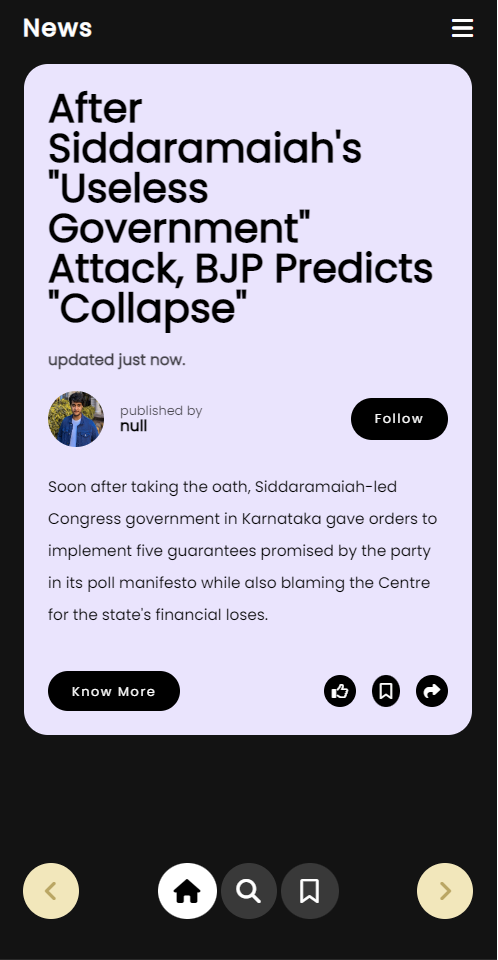 News
After
Siddaramaiah's
"Useless
Government"
Attack, BJP Predicts
"Collapse"
updated just now.
published by
null
Follow
Soon after taking the oath, Siddaramaiah-led
Congress government in Karnataka gave orders to
implement five guarantees promised by the party
in its poll manifesto while also blaming the Centre
for the state's financial loses.
Know More